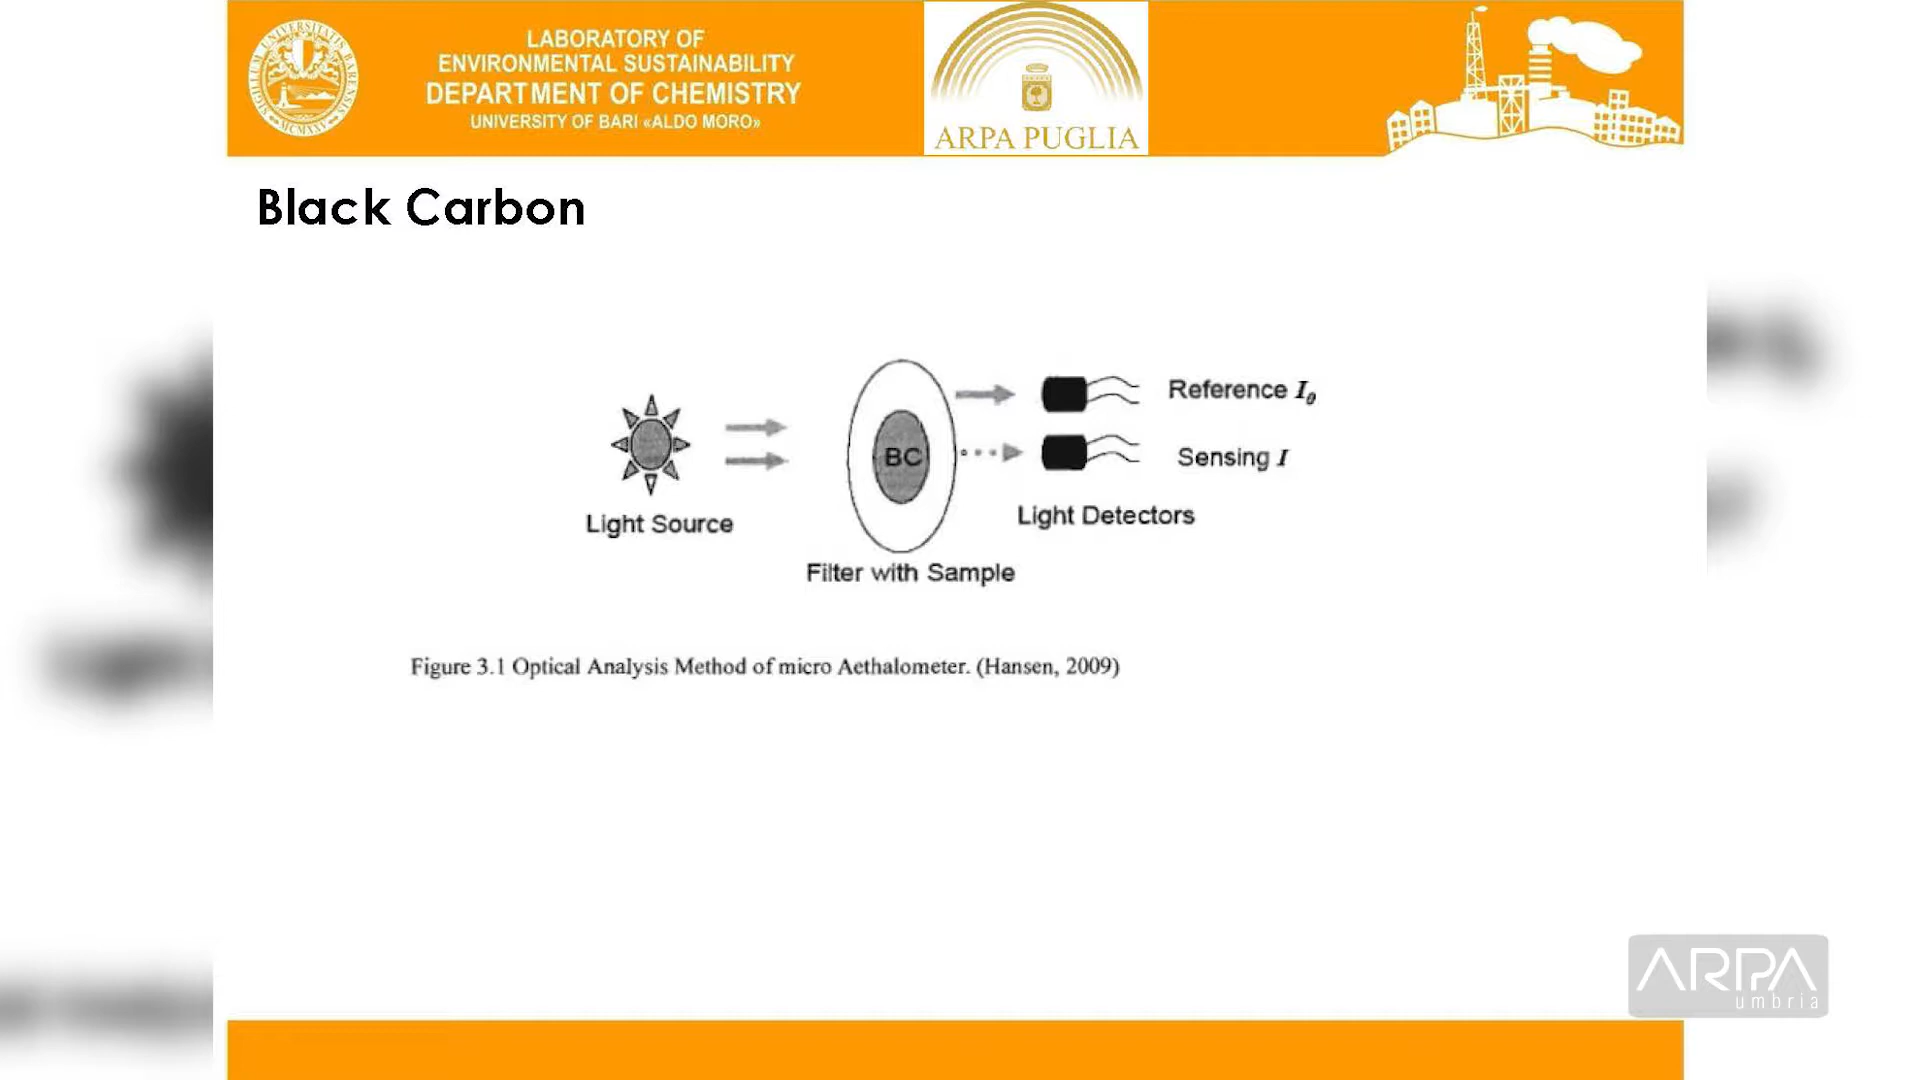 LABORATORY OF
ENVIRONMENTAL SUSTAINABILITY
DEPARTMENT OF CHEMISTRY
UNIVERSITY OF BARI «ALDO MORO»
ARPA PUGLIA
Black Carbon
Reference I₀
BC
Sensing I
Light Source
Light Detectors
Filter with Sample
Figure 3.1 Optical Analysis Method of micro Aethalometer. (Hansen, 2009)
ARPA
umbria